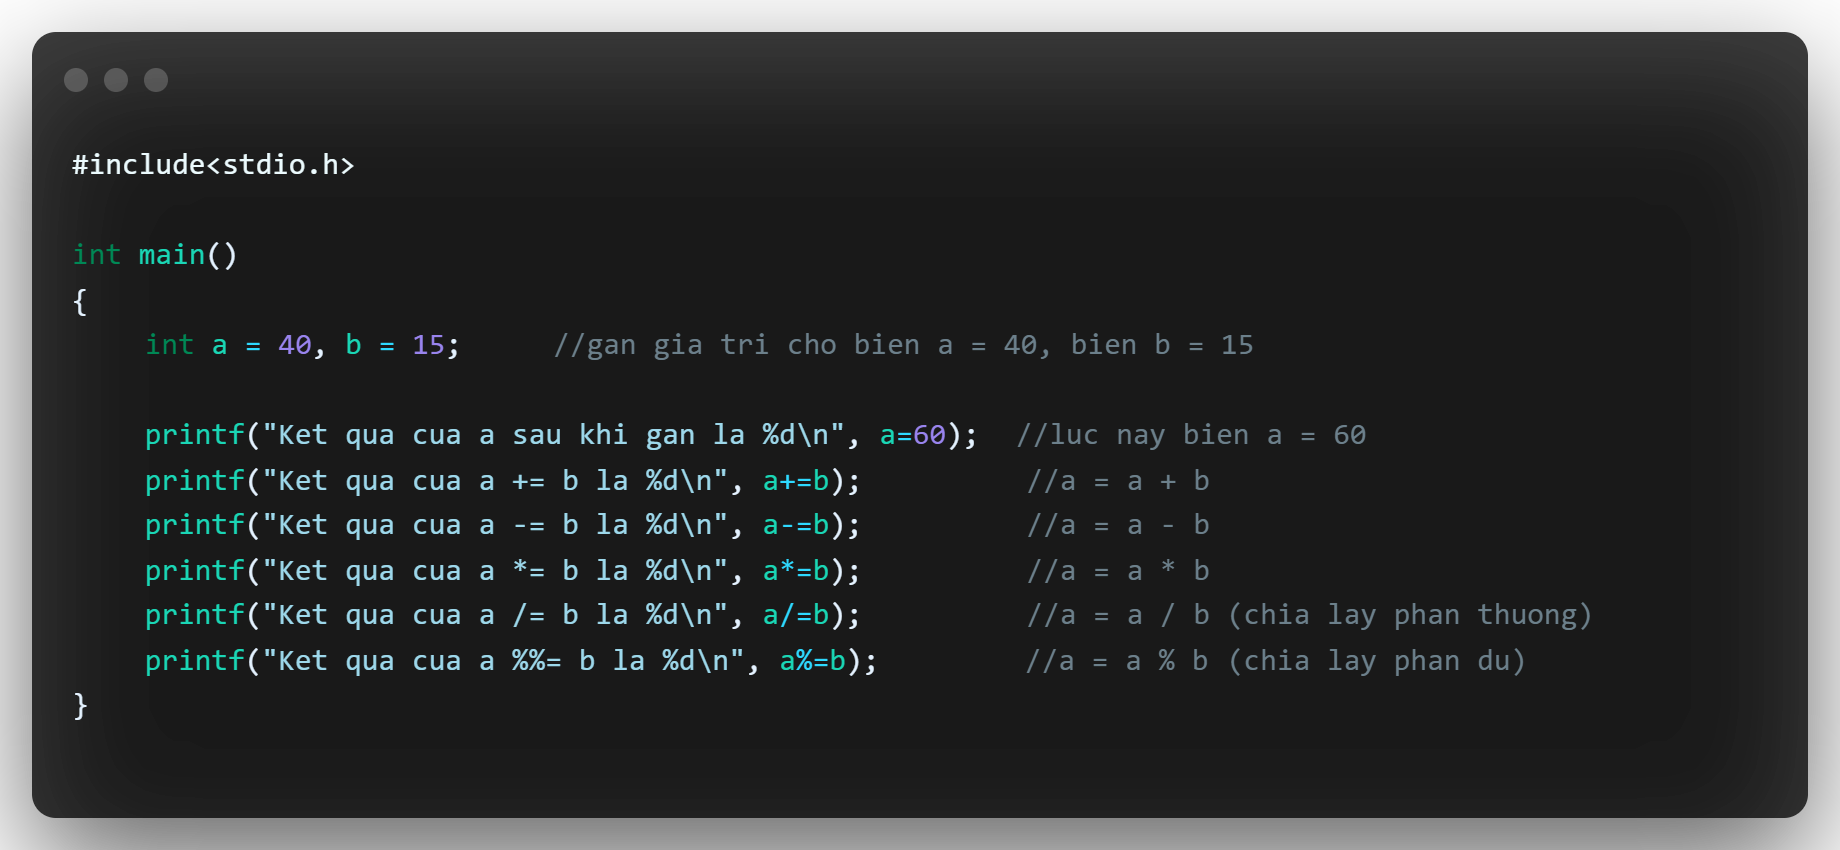 #include<stdio.h>
int main()
{
int a = 40, b = 15; //gan gia tri cho bien a = 40, bien b = 15
printf("Ket qua cua a sau khi gan la %d\n", a=60); //luc nay bien a = 60
printf("Ket qua cua a += b la %d\n", a+=b); //a = a + b
printf("Ket qua cua a -= b la %d\n", a-=b); //a = a - b
printf("Ket qua cua a *= b la %d\n", a*=b); //a = a * b
printf("Ket qua cua a /= b la %d\n", a/=b); //a = a / b (chia lay phan thuong)
printf("Ket qua cua a %%= b la %d\n", a%=b); //a = a % b (chia lay phan du)
}